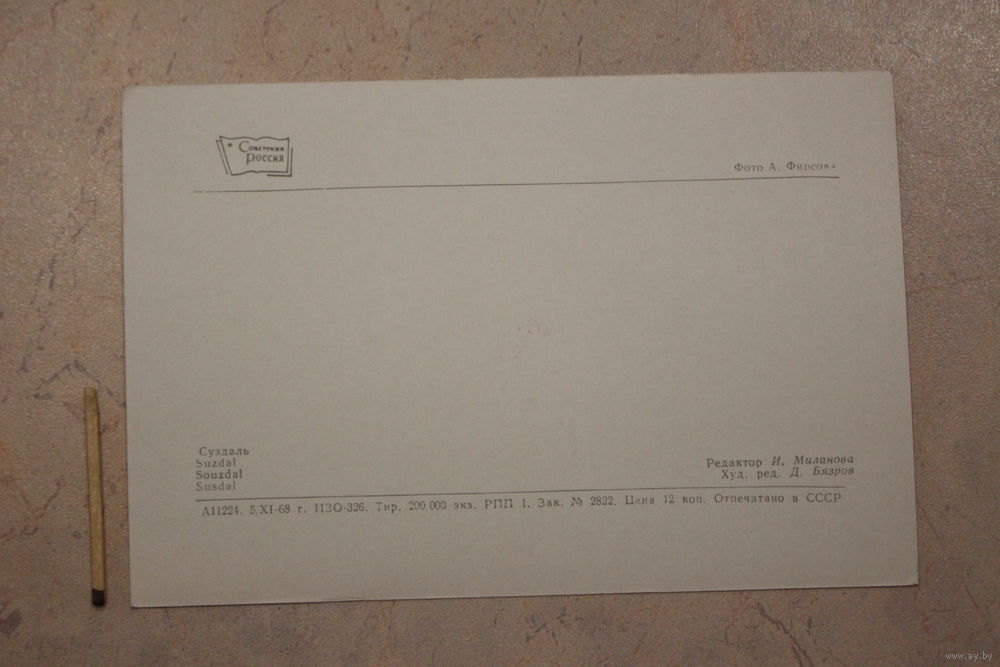 Советская
Россия
Фото А. Фирсова
Суздаль
Suzdal
Souzdal
Susdal
Редактор И. Миланова
Худ. ред. Д. Бязров
А11224. 5/XI-68 г. ИЗО-326. Тир. 200 000 экз. РПП 1. Зак. № 2822. Цена 12 коп. Отпечатано в СССР
www.ay.by